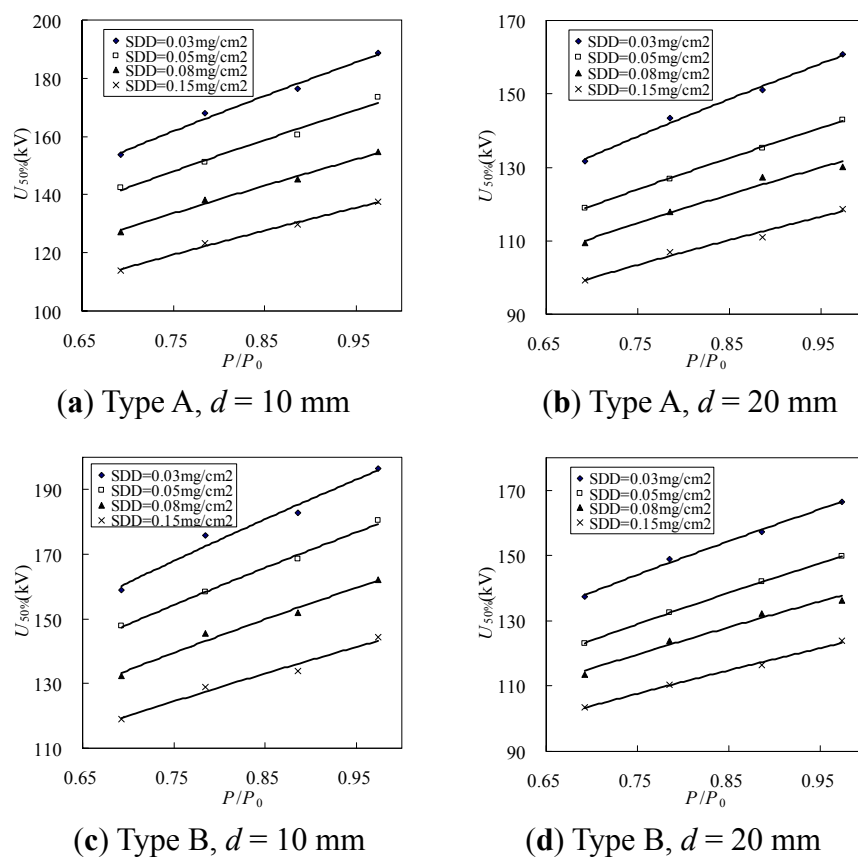 200
180
160
140
120
100
U50%(kV)
SDD=0.03mg/cm2
SDD=0.05mg/cm2
SDD=0.08mg/cm2
SDD=0.15mg/cm2
0.65 0.75 0.85 0.95
P/P0
(a) Type A, d = 10 mm
170
150
130
110
90
U50%(kV)
SDD=0.03mg/cm2
SDD=0.05mg/cm2
SDD=0.08mg/cm2
SDD=0.15mg/cm2
0.65 0.75 0.85 0.95
P/P0
(b) Type A, d = 20 mm
190
170
150
130
110
U50%(kV)
SDD=0.03mg/cm2
SDD=0.05mg/cm2
SDD=0.08mg/cm2
SDD=0.15mg/cm2
0.65 0.75 0.85 0.95
P/P0
(c) Type B, d = 10 mm
170
150
130
110
90
U50%(kV)
SDD=0.03mg/cm2
SDD=0.05mg/cm2
SDD=0.08mg/cm2
SDD=0.15mg/cm2
0.65 0.75 0.85 0.95
P/P0
(d) Type B, d = 20 mm